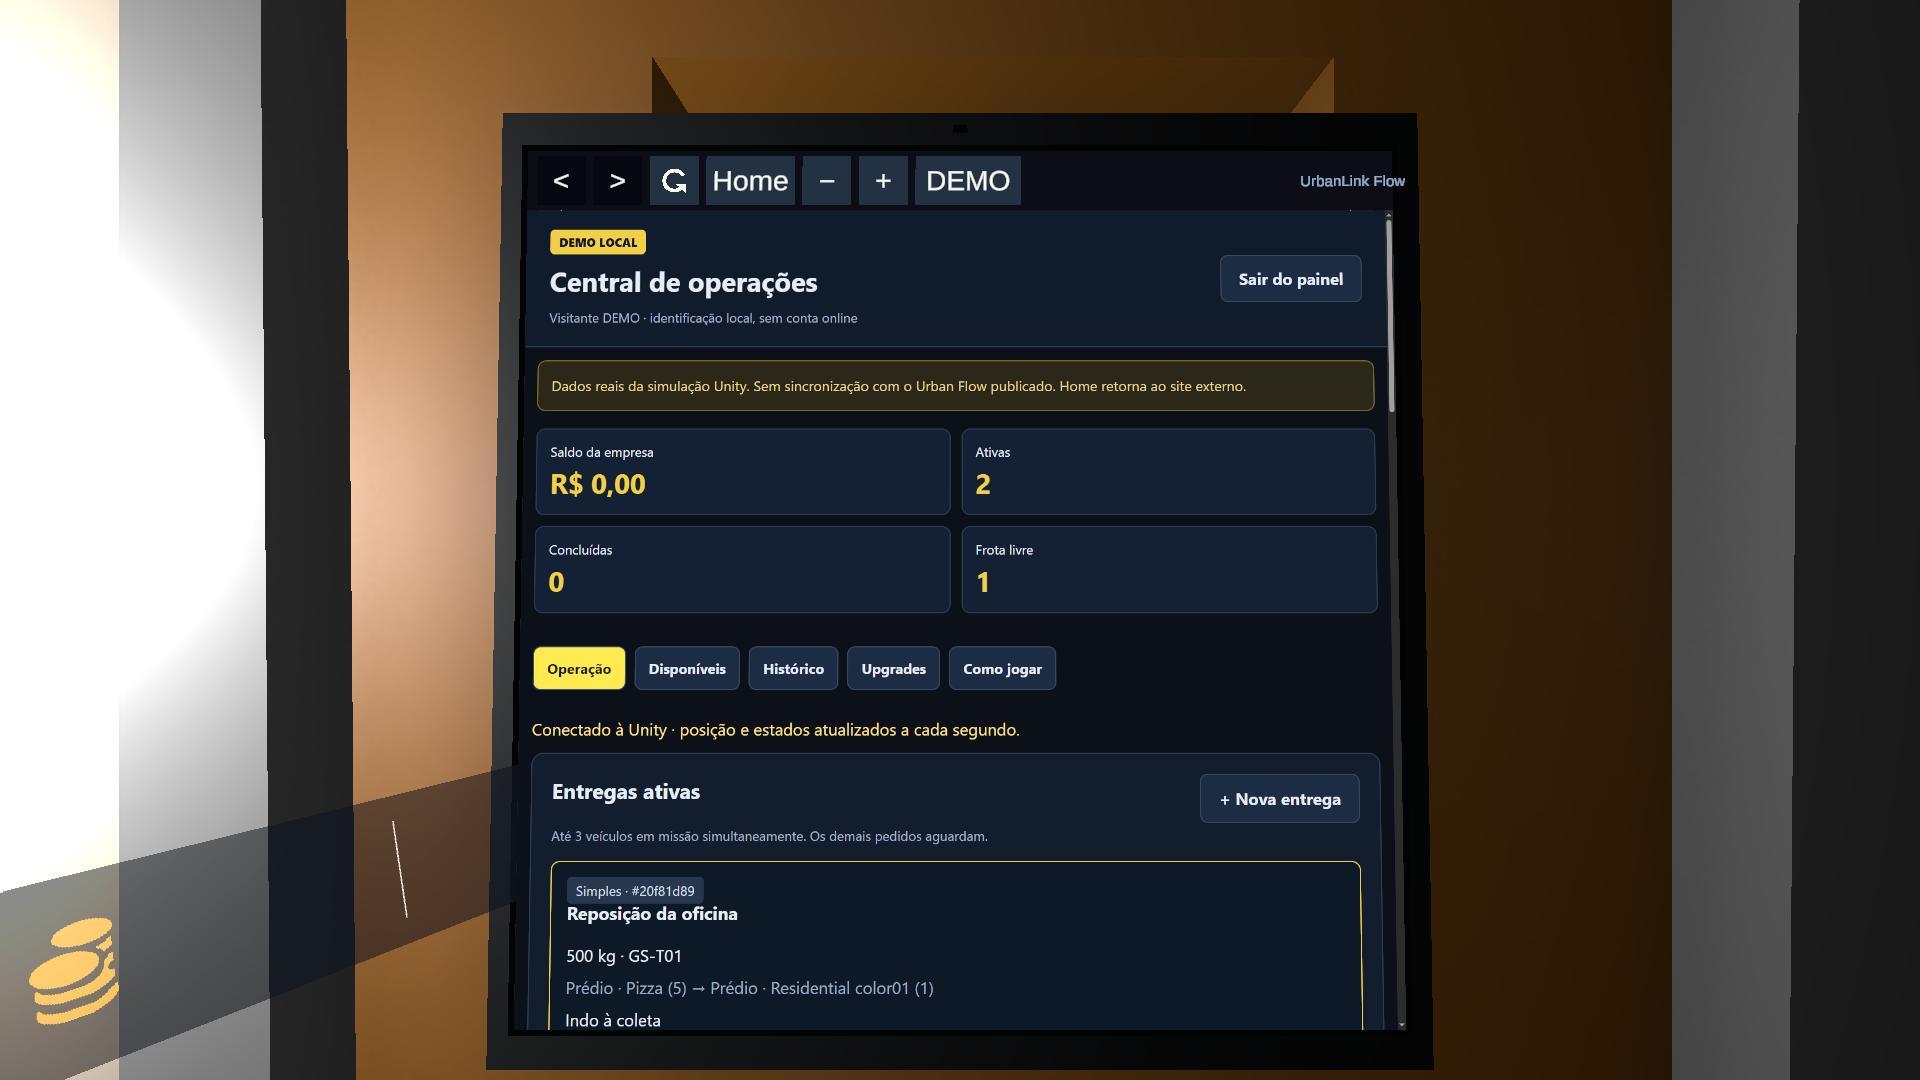 < > Home − + DEMO UrbanLink Flow
DEMO LOCAL
Central de operações
Sair do painel
Visitante DEMO · identificação local, sem conta online
Dados reais da simulação Unity. Sem sincronização com o Urban Flow publicado. Home retorna ao site externo.
Saldo da empresa
R$ 0,00
Ativas
2
Concluídas
0
Frota livre
1
Operação Disponíveis Histórico Upgrades Como jogar
Conectado à Unity · posição e estados atualizados a cada segundo.
Entregas ativas
+ Nova entrega
Até 3 veículos em missão simultaneamente. Os demais pedidos aguardam.
Simples · #20f81d89
Reposição da oficina
500 kg · GS-T01
Prédio · Pizza (5) → Prédio · Residential color01 (1)
Indo à coleta